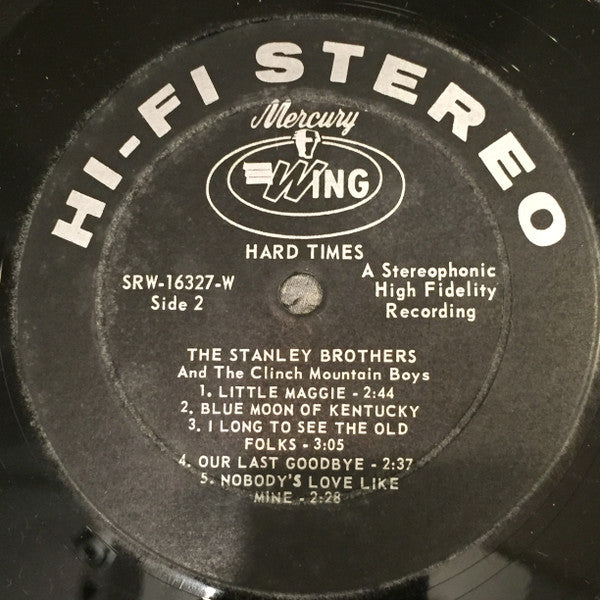 HI-FI STEREO
Mercury
WING
HARD TIMES
SRW-16327-W
Side 2
A Stereophonic
High Fidelity
Recording
THE STANLEY BROTHERS
And The Clinch Mountain Boys
1. LITTLE MAGGIE - 2:44
2. BLUE MOON OF KENTUCKY
3. I LONG TO SEE THE OLD
FOLKS - 3:05
4. OUR LAST GOODBYE - 2:37
5. NOBODY'S LOVE LIKE
MINE - 2:28